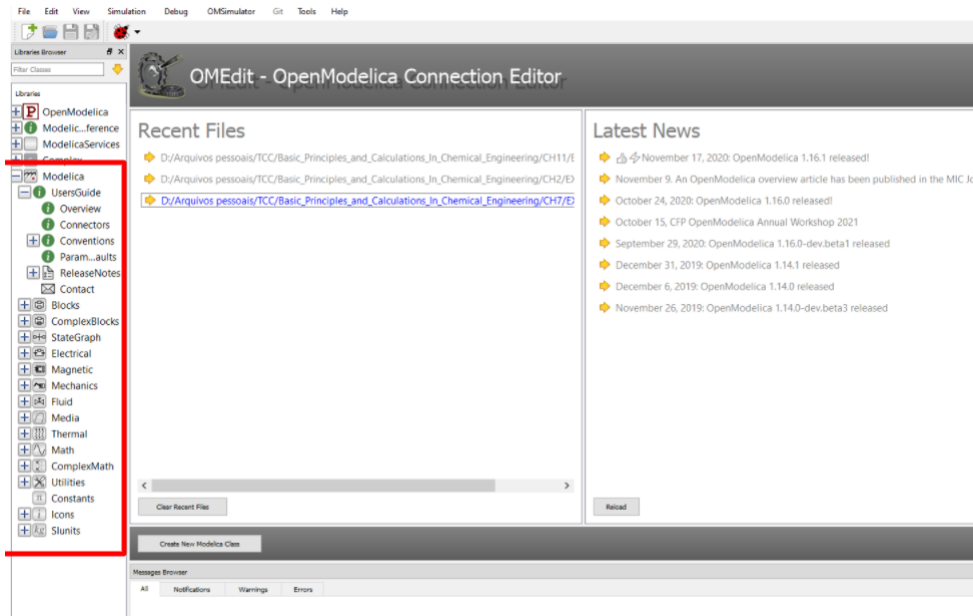 File Edit View Simulation Debug OMSimulator Git Tools Help
Libraries Browser
Filter Classes
Libraries
P OpenModelica
Modelic...ference
ModelicaServices
Complex
Modelica
UsersGuide
Overview
Connectors
Conventions
Param...aults
ReleaseNotes
Contact
Blocks
ComplexBlocks
StateGraph
Electrical
Magnetic
Mechanics
Fluid
Media
Thermal
Math
ComplexMath
Utilities
Constants
Icons
SIunits
OMEdit - OpenModelica Connection Editor
Recent Files
D:/Arquivos pessoais/TCC/Basic_Principles_and_Calculations_In_Chemical_Engineering/CH11/E
D:/Arquivos pessoais/TCC/Basic_Principles_and_Calculations_In_Chemical_Engineering/CH2/EX
D:/Arquivos pessoais/TCC/Basic_Principles_and_Calculations_In_Chemical_Engineering/CH7/EX
Clear Recent Files
Latest News
November 17, 2020: OpenModelica 1.16.1 released!
November 9. An OpenModelica overview article has been published in the MIC Jo
October 24, 2020: OpenModelica 1.16.0 released!
October 15, CFP OpenModelica Annual Workshop 2021
September 29, 2020: OpenModelica 1.16.0-dev.beta1 released
December 31, 2019: OpenModelica 1.14.1 released
December 6, 2019: OpenModelica 1.14.0 released
November 26, 2019: OpenModelica 1.14.0-dev.beta3 released
Reload
Create New Modelica Class
Messages Browser
All Notifications Warnings Errors